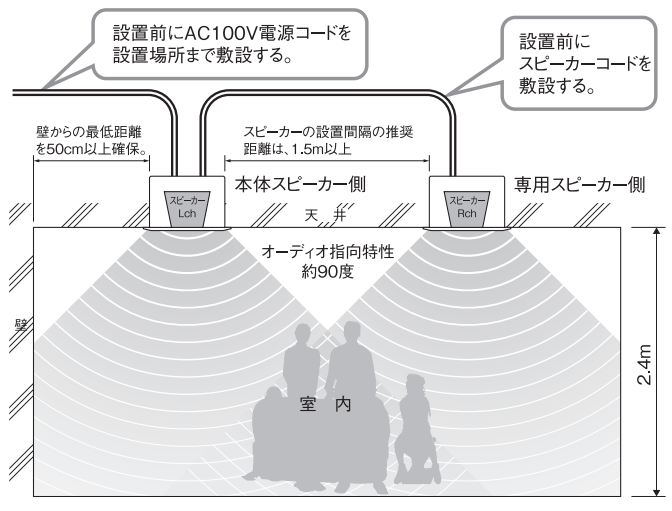 設置前にAC100V電源コードを
設置場所まで敷設する。
設置前に
スピーカーコードを
敷設する。
壁からの最低距離
を50cm以上確保。
スピーカーの設置間隔の推奨
距離は、1.5m以上
本体スピーカー側
専用スピーカー側
スピーカー
Lch
スピーカー
Rch
天井
オーディオ指向特性
約90度
壁
2.4m
室内